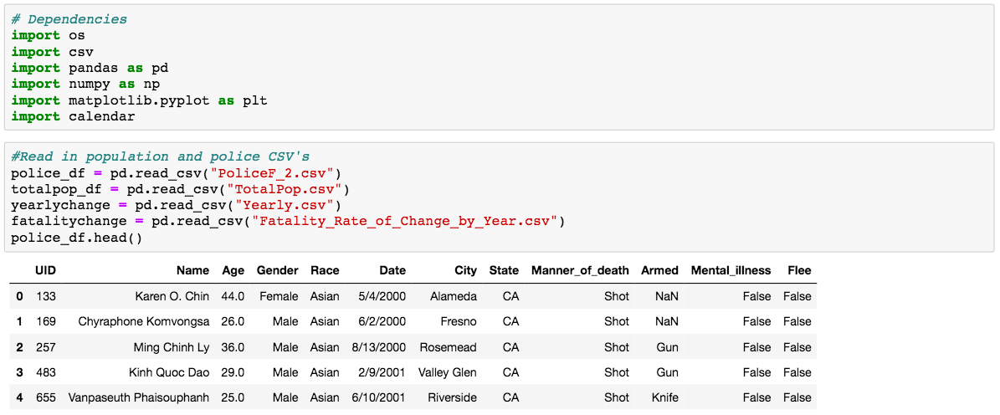 # Dependencies
import os
import csv
import pandas as pd
import numpy as np
import matplotlib.pyplot as plt
import calendar
#Read in population and police CSV's
police_df = pd.read_csv("PoliceF_2.csv")
totalpop_df = pd.read_csv("TotalPop.csv")
yearlychange = pd.read_csv("Yearly.csv")
fatalitychange = pd.read_csv("Fatality_Rate_of_Change_by_Year.csv")
police_df.head()
UID Name Age Gender Race Date City State Manner_of_death Armed Mental_illness Flee
0 133 Karen O. Chin 44.0 Female Asian 5/4/2000 Alameda CA Shot NaN False False
1 169 Chyraphone Komvongsa 26.0 Male Asian 6/2/2000 Fresno CA Shot NaN False False
2 257 Ming Chinh Ly 36.0 Male Asian 8/13/2000 Rosemead CA Shot Gun False False
3 483 Kinh Quoc Dao 29.0 Male Asian 2/9/2001 Valley Glen CA Shot Gun False False
4 655 Vanpaseuth Phaisouphanh 25.0 Male Asian 6/10/2001 Riverside CA Shot Knife False False